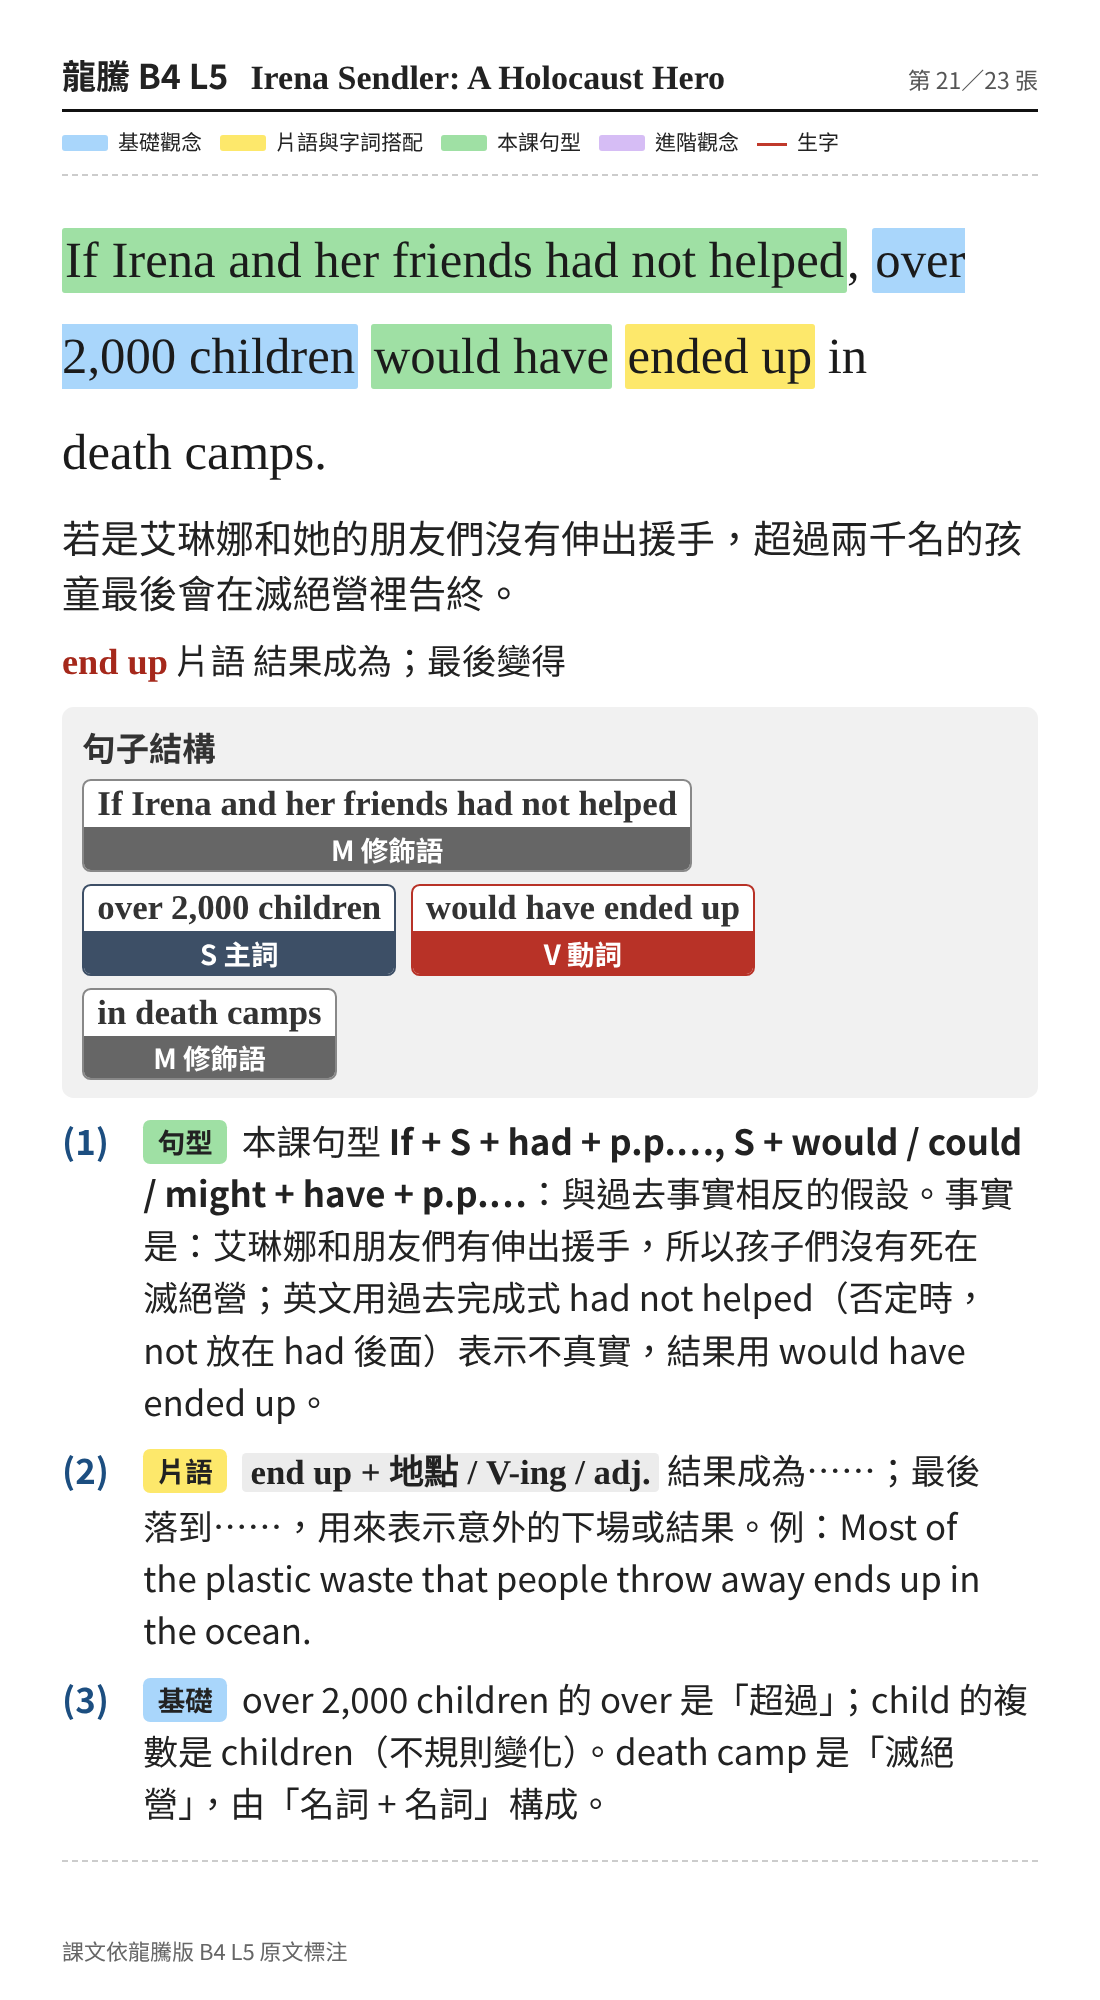 龍騰 B4 L5 Irena Sendler: A Holocaust Hero 第 21／23 張
基礎觀念 片語與字詞搭配 本課句型 進階觀念 生字
If Irena and her friends had not helped, over
2,000 children would have ended up in
death camps.
若是艾琳娜和她的朋友們沒有伸出援手，超過兩千名的孩
童最後會在滅絕營裡告終。
end up 片語 結果成為；最後變得
句子結構
If Irena and her friends had not helped
M 修飾語
over 2,000 children would have ended up
S 主詞 V 動詞
in death camps
M 修飾語
(1) 句型 本課句型 If + S + had + p.p.…, S + would / could
/ might + have + p.p.…：與過去事實相反的假設。事實
是：艾琳娜和朋友們有伸出援手，所以孩子們沒有死在
滅絕營；英文用過去完成式 had not helped（否定時，
not 放在 had 後面）表示不真實，結果用 would have
ended up。
(2) 片語 end up + 地點 / V-ing / adj. 結果成為……；最後
落到……，用來表示意外的下場或結果。例：Most of
the plastic waste that people throw away ends up in
the ocean.
(3) 基礎 over 2,000 children 的 over 是「超過」；child 的複
數是 children（不規則變化）。death camp 是「滅絕
營」，由「名詞 + 名詞」構成。
課文依龍騰版 B4 L5 原文標注